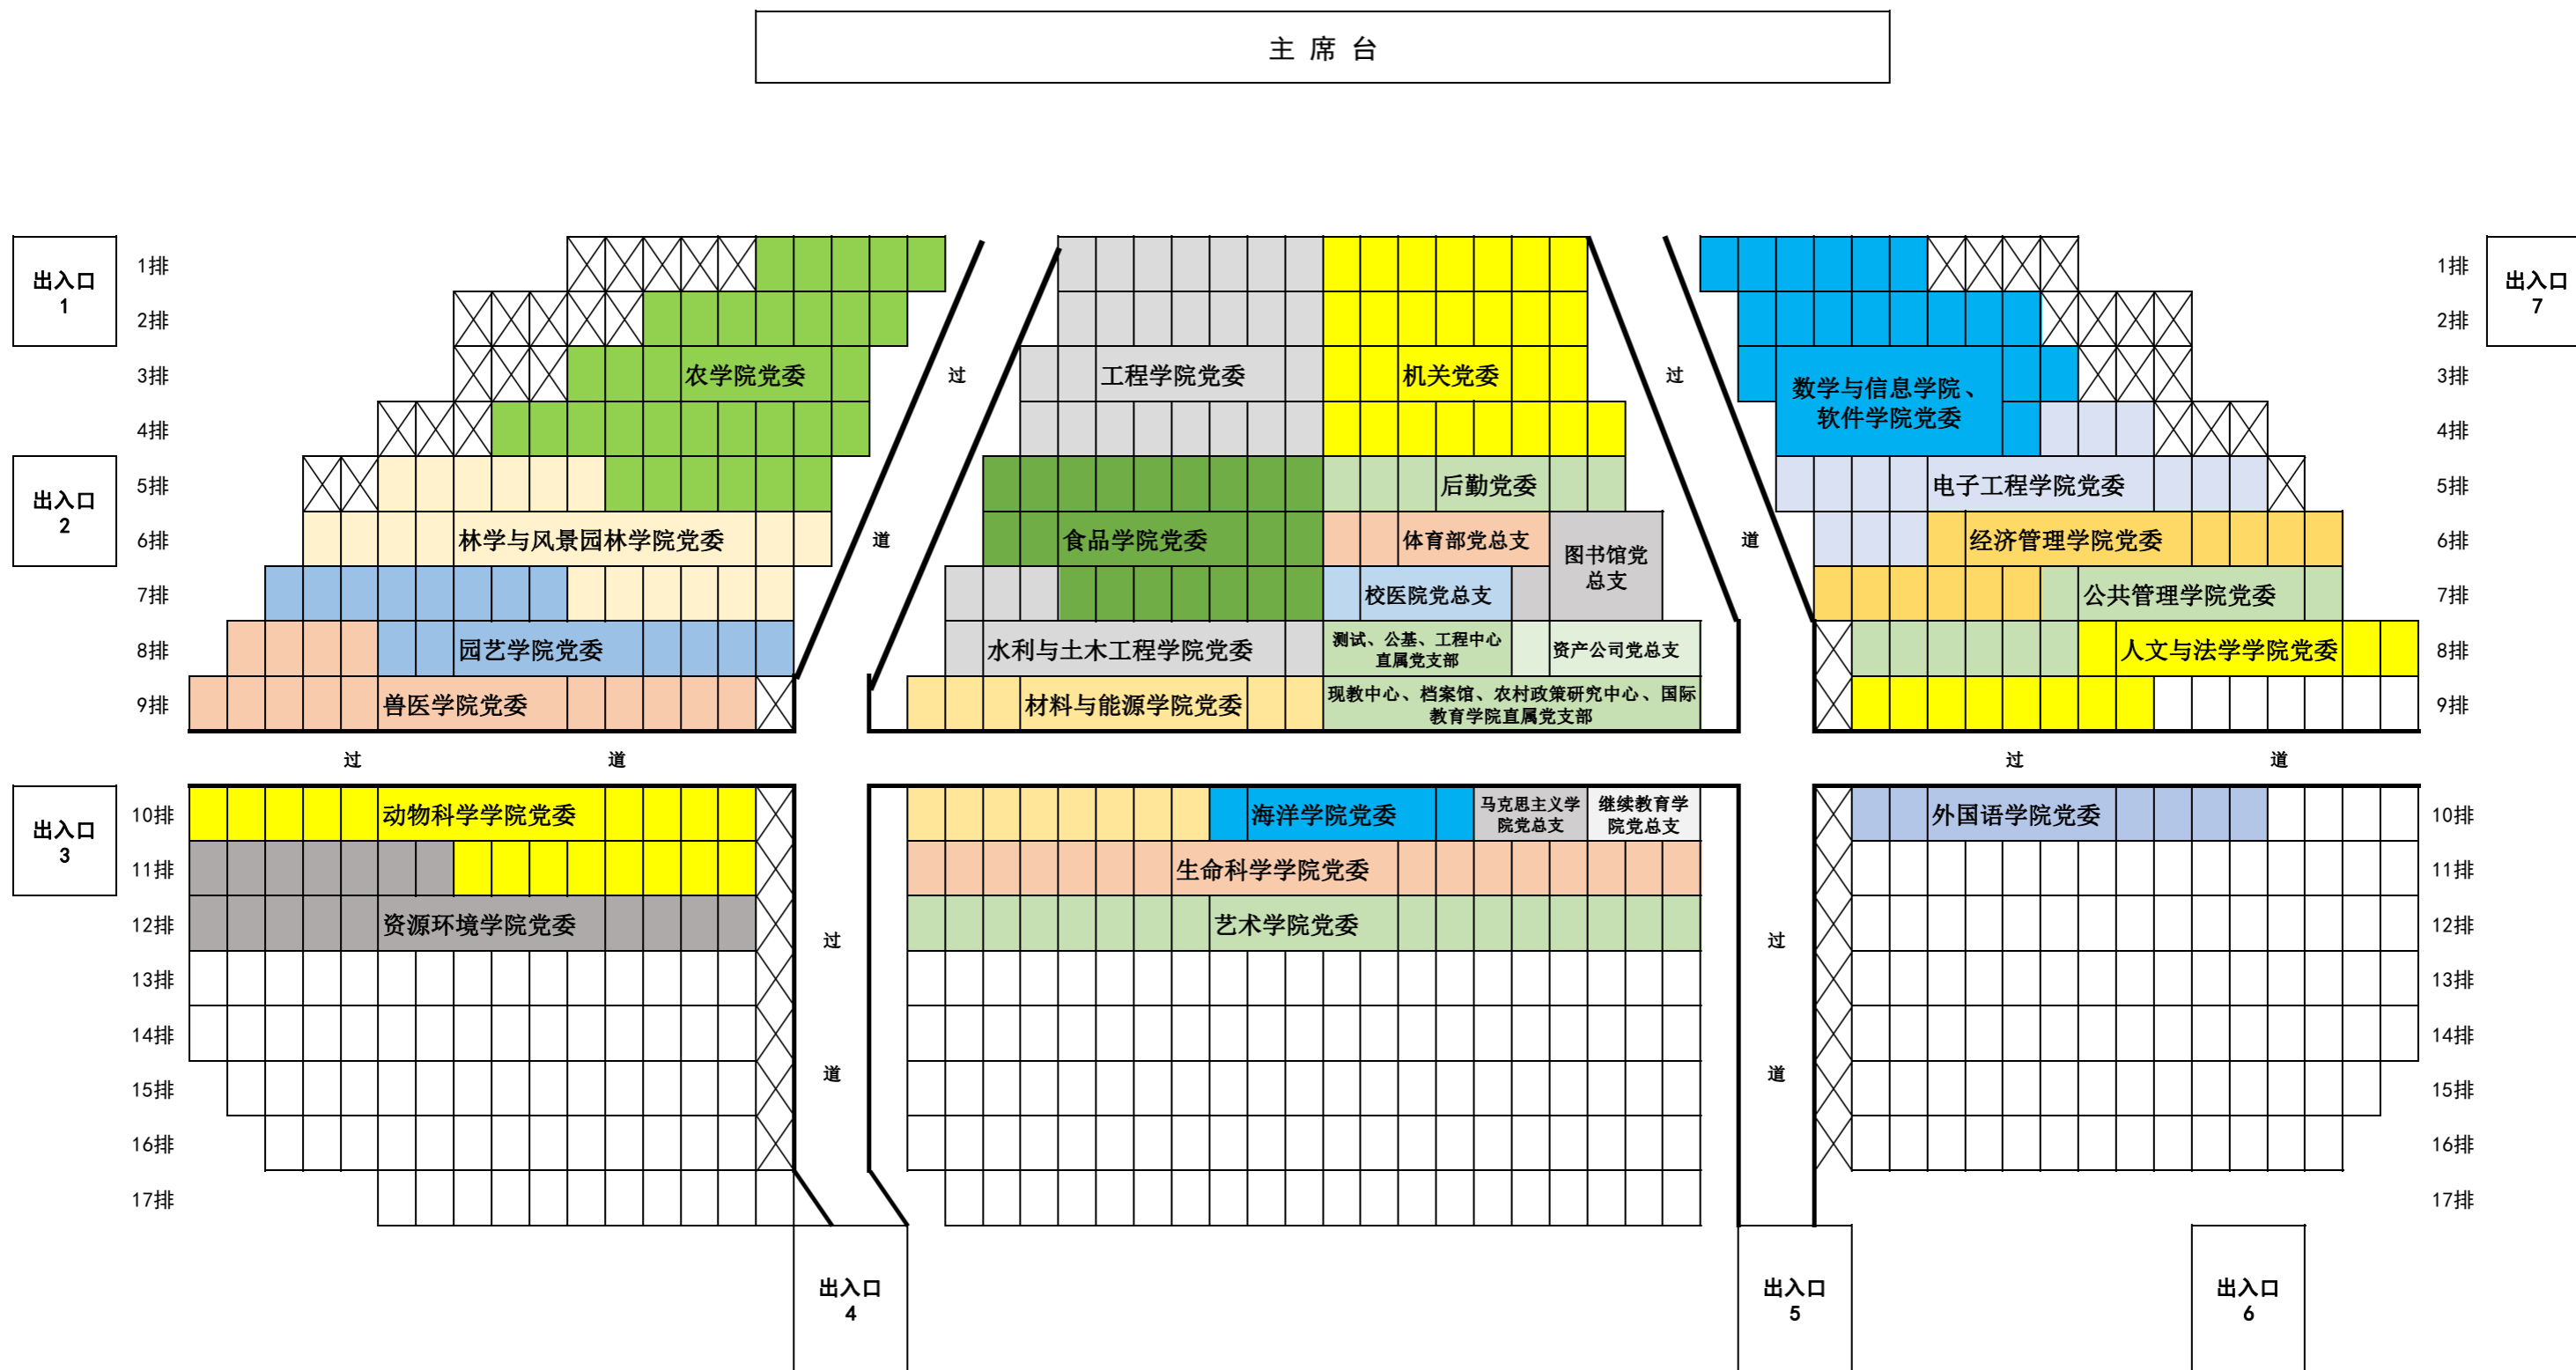 主 席 台
出入口
1
1排
1排
出入口
7
2排
2排
3排
农学院党委
过
工程学院党委
机关党委
过
数学与信息学院、
软件学院党委
3排
4排
4排
出入口
2
5排
后勤党委
电子工程学院党委
5排
6排
林学与风景园林学院党委
道
食品学院党委
体育部党总支
图书馆党
总支
道
经济管理学院党委
6排
7排
校医院党总支
公共管理学院党委
7排
8排
园艺学院党委
水利与土木工程学院党委
测试、公基、工程中心
直属党支部
资产公司党总支
人文与法学学院党委
8排
9排
兽医学院党委
材料与能源学院党委
现教中心、档案馆、农村政策研究中心、国际
教育学院直属党支部
9排
过
道
过
道
出入口
3
10排
动物科学学院党委
海洋学院党委
马克思主义学
院党总支
继续教育学
院党总支
外国语学院党委
10排
11排
生命科学学院党委
11排
12排
资源环境学院党委
过
艺术学院党委
过
12排
13排
13排
14排
14排
道
道
15排
15排
16排
16排
17排
17排
出入口
4
出入口
5
出入口
6